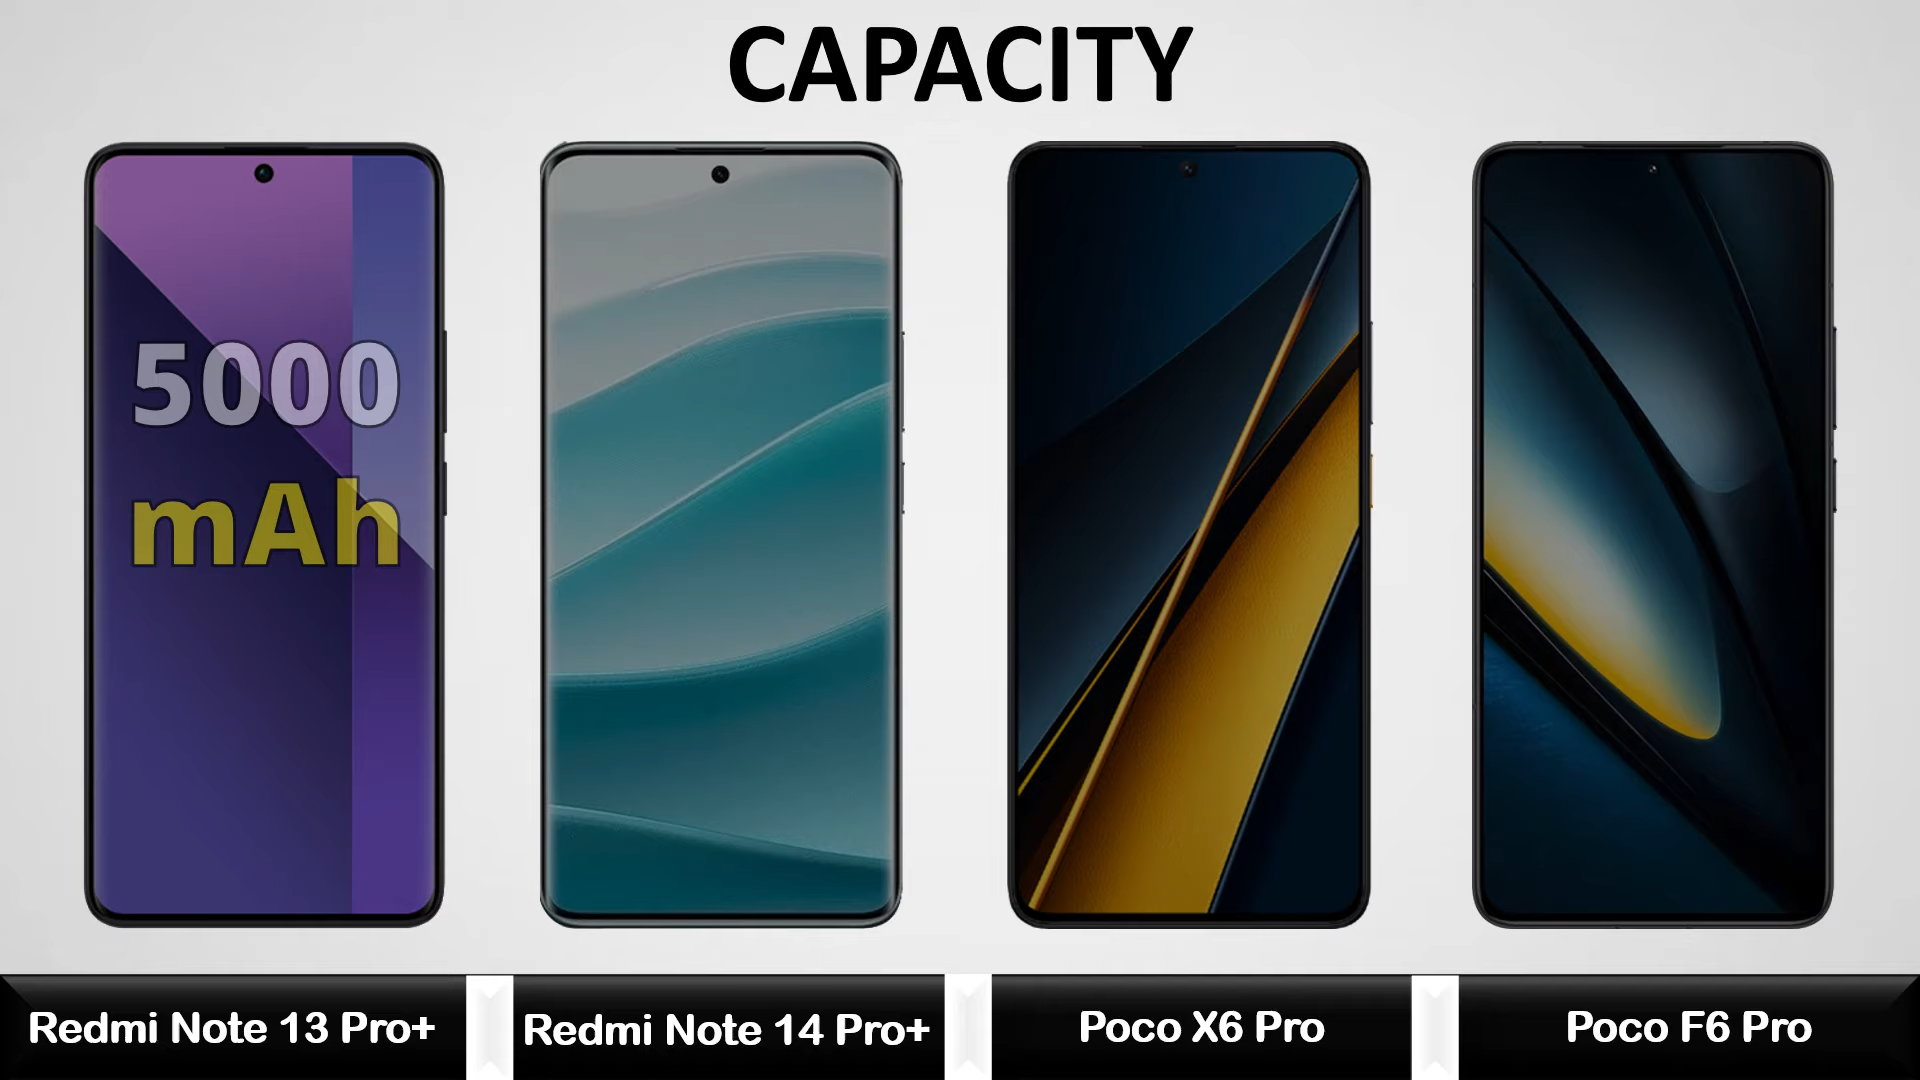 CAPACITY
5000
mAh
Redmi Note 13 Pro+
Redmi Note 14 Pro+
Poco X6 Pro
Poco F6 Pro